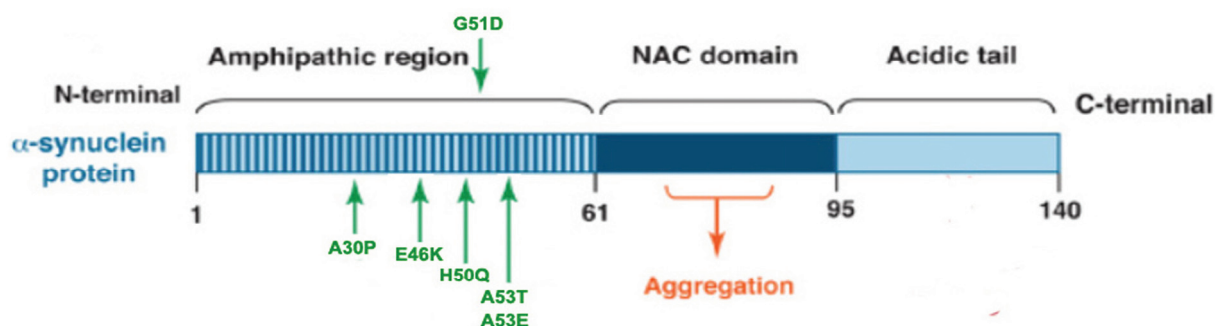 G51D
Amphipathic region
NAC domain
Acidic tail
N-terminal
C-terminal
α-synuclein
protein
1
61
95
140
A30P
E46K
H50Q
A53T
A53E
Aggregation